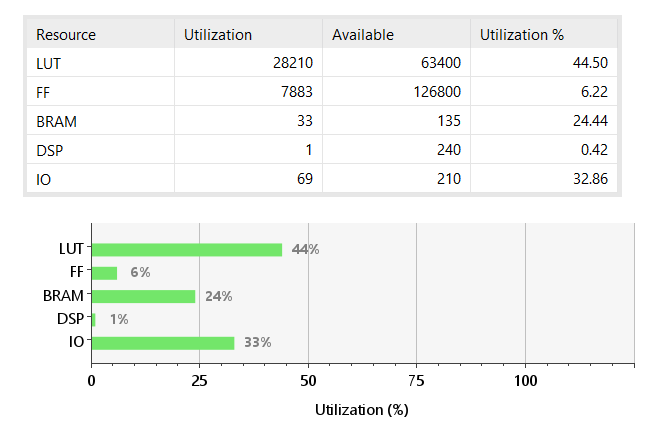 Resource Utilization Available Utilization %
LUT 28210 63400 44.50
FF 7883 126800 6.22
BRAM 33 135 24.44
DSP 1 240 0.42
IO 69 210 32.86
LUT 44%
FF 6%
BRAM 24%
DSP 1%
IO 33%
0 25 50 75 100
Utilization (%)